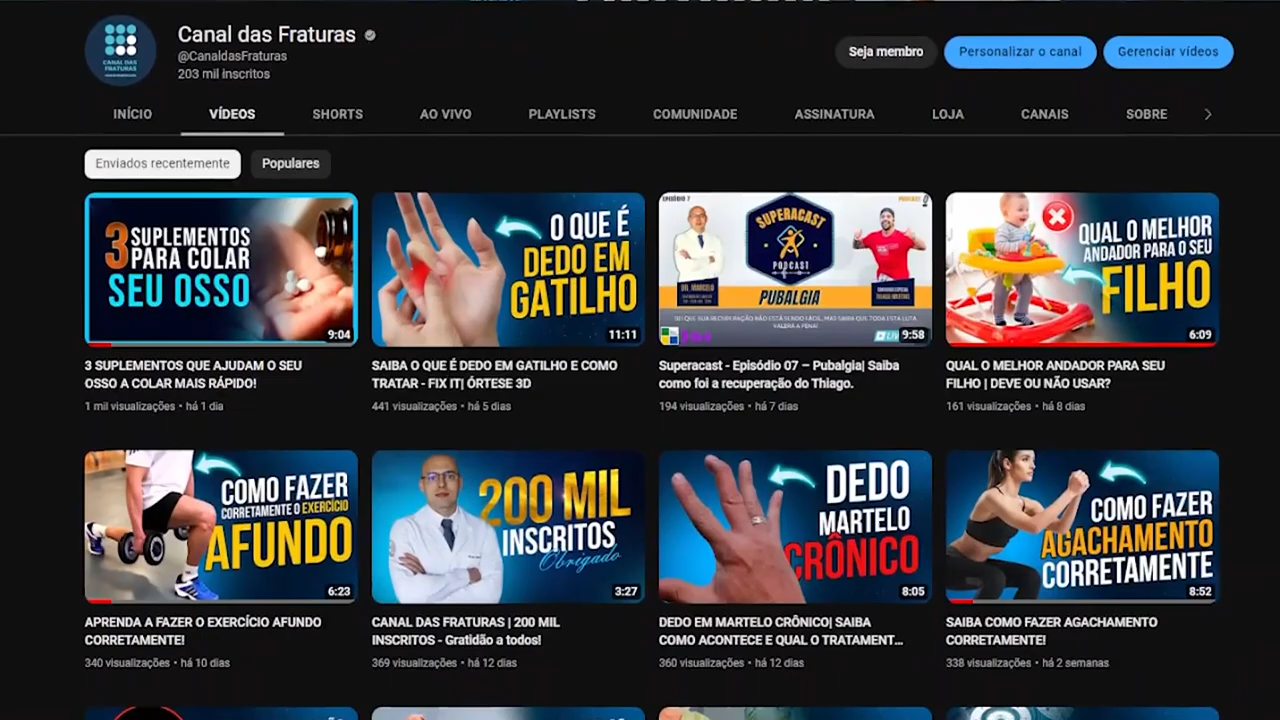 Canal das Fraturas
@CanaldasFraturas
203 mil inscritos
CANAL DAS
FRATURAS
Seja membro
Personalizar o canal
Gerenciar vídeos
INÍCIO
VÍDEOS
SHORTS
AO VIVO
PLAYLISTS
COMUNIDADE
ASSINATURA
LOJA
CANAIS
SOBRE
Enviados recentemente
Populares
3 SUPLEMENTOS
PARA COLAR
SEU OSSO
9:04
O QUE É
DEDO EM
GATILHO
11:11
EPISÓDIO 7
PODCAST
SUPERACAST
PODCAST
DR. MARCELO
PUBALGIA
9:58
QUAL O MELHOR
ANDADOR PARA O SEU
FILHO
6:09
3 SUPLEMENTOS QUE AJUDAM O SEU
OSSO A COLAR MAIS RÁPIDO!
1 mil visualizações • há 1 dia
SAIBA O QUE É DEDO EM GATILHO E COMO
TRATAR - FIX IT| ÓRTESE 3D
441 visualizações • há 5 dias
Superacast - Episódio 07 – Pubalgia| Saiba
como foi a recuperação do Thiago.
194 visualizações • há 7 dias
QUAL O MELHOR ANDADOR PARA SEU
FILHO | DEVE OU NÃO USAR?
161 visualizações • há 8 dias
COMO FAZER
CORRETAMENTE O EXERCÍCIO
AFUNDO
6:23
200 MIL
INSCRITOS
Obrigado
3:27
DEDO
MARTELO
CRÔNICO
8:05
COMO FAZER
AGACHAMENTO
CORRETAMENTE
8:52
APRENDA A FAZER O EXERCÍCIO AFUNDO
CORRETAMENTE!
340 visualizações • há 10 dias
CANAL DAS FRATURAS | 200 MIL
INSCRITOS - Gratidão a todos!
369 visualizações • há 12 dias
DEDO EM MARTELO CRÔNICO| SAIBA
COMO ACONTECE E QUAL O TRATAMENT...
360 visualizações • há 12 dias
SAIBA COMO FAZER AGACHAMENTO
CORRETAMENTE!
338 visualizações • há 2 semanas